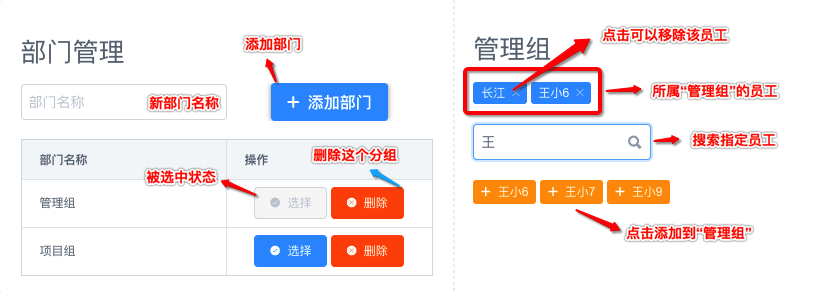 部门管理
添加部门
部门名称
新部门名称
+ 添加部门
部门名称
操作
删除这个分组
被选中状态
管理组
选择
删除
项目组
选择
删除
管理组
点击可以移除该员工
长江 ×
王小6 ×
所属“管理组”的员工
王
搜索指定员工
+ 王小6
+ 王小7
+ 王小9
点击添加到“管理组”